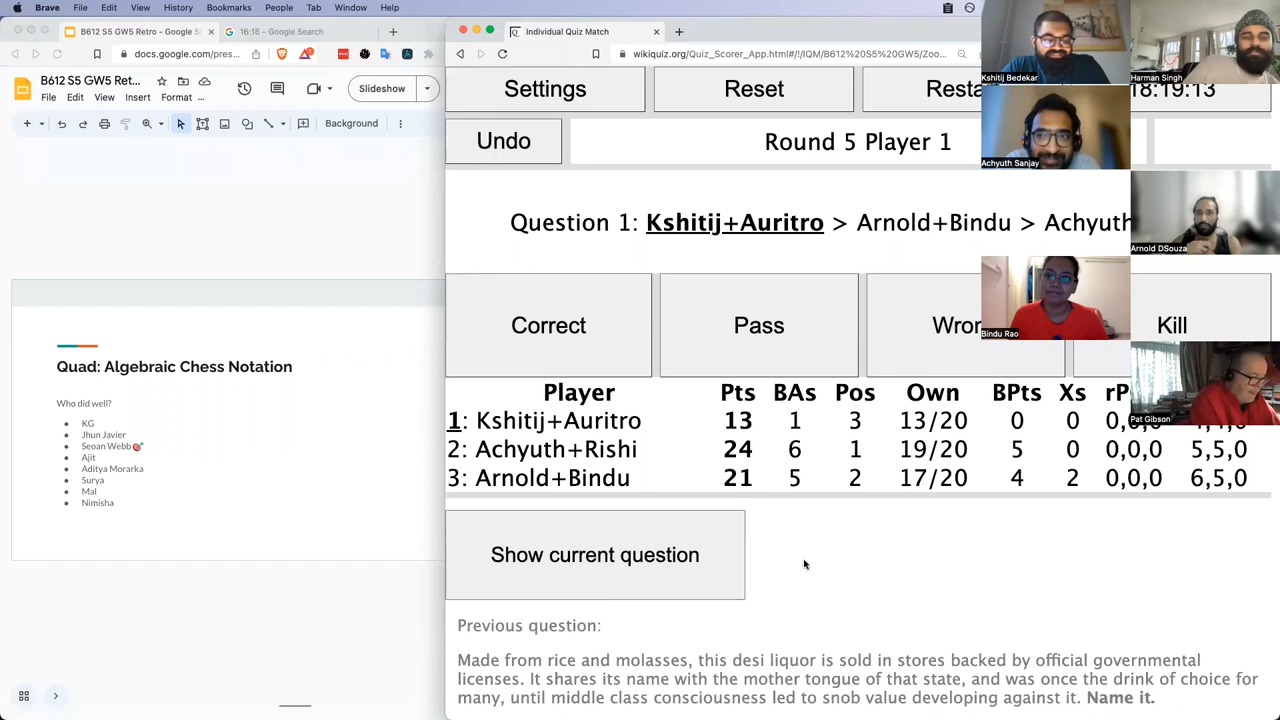 Brave File Edit View History Bookmarks People Tab Window Help
B612 S5 GW5 Retro - Google S
16:18 - Google Search
docs.google.com/pres...
B612 S5 GW5 Ret...
File Edit View Insert Format ...
Slideshow
Background
Quad: Algebraic Chess Notation
Who did well?
KG
Jhun Javier
Seoan Webb🎯
Ajit
Aditya Morarka
Surya
Mal
Nimisha
Individual Quiz Match
wikiquiz.org/Quiz_Scorer_App.html#/!/IQM/B612%20S5%20GW5/Zoo...
Settings Reset Resta 18:19:13
Undo Round 5 Player 1
Question 1: Kshitij+Auritro > Arnold+Bindu > Achyuth
Correct Pass Wron Kill
Player Pts BAs Pos Own BPts Xs rP
1: Kshitij+Auritro 13 1 3 13/20 0 0 0,0,0 4,4,0
2: Achyuth+Rishi 24 6 1 19/20 5 0 0,0,0 5,5,0
3: Arnold+Bindu 21 5 2 17/20 4 2 0,0,0 6,5,0
Show current question
Previous question:
Made from rice and molasses, this desi liquor is sold in stores backed by official governmental
licenses. It shares its name with the mother tongue of that state, and was once the drink of choice for
many, until middle class consciousness led to snob value developing against it. Name it.
Kshitij Bedekar
Harman Singh
Achyuth Sanjay
Arnold DSouza
Bindu Rao
Pat Gibson